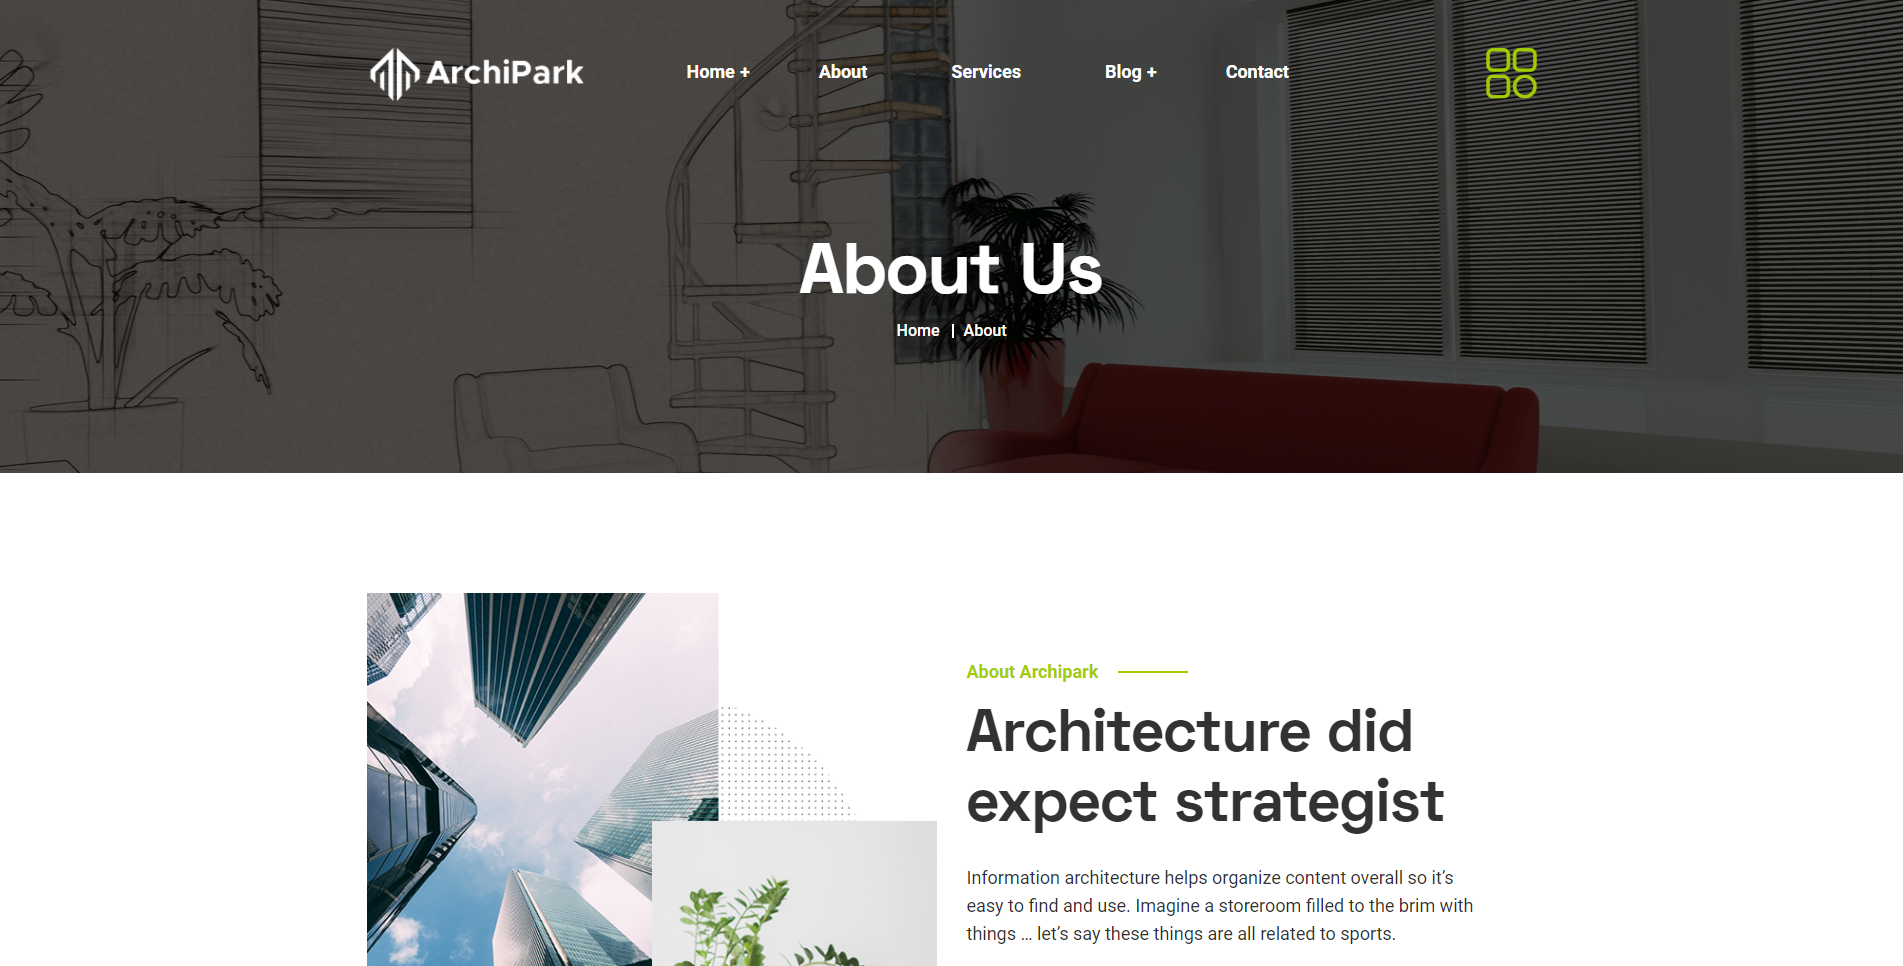 ArchiPark
Home + About Services Blog + Contact
About Us
Home | About
About Archipark
Architecture did
expect strategist
Information architecture helps organize content overall so it’s
easy to find and use. Imagine a storeroom filled to the brim with
things … let’s say these things are all related to sports.